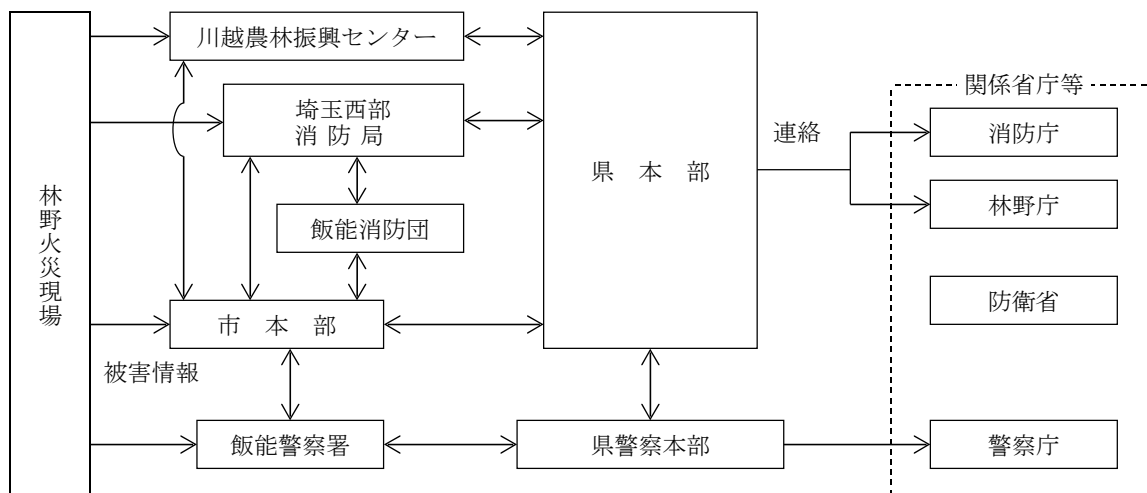 川越農林振興センター
関係省庁等
埼玉西部
消防局
消防庁
連絡
県本部
林野火災現場
林野庁
飯能消防団
防衛省
市本部
被害情報
飯能警察署
県警察本部
警察庁